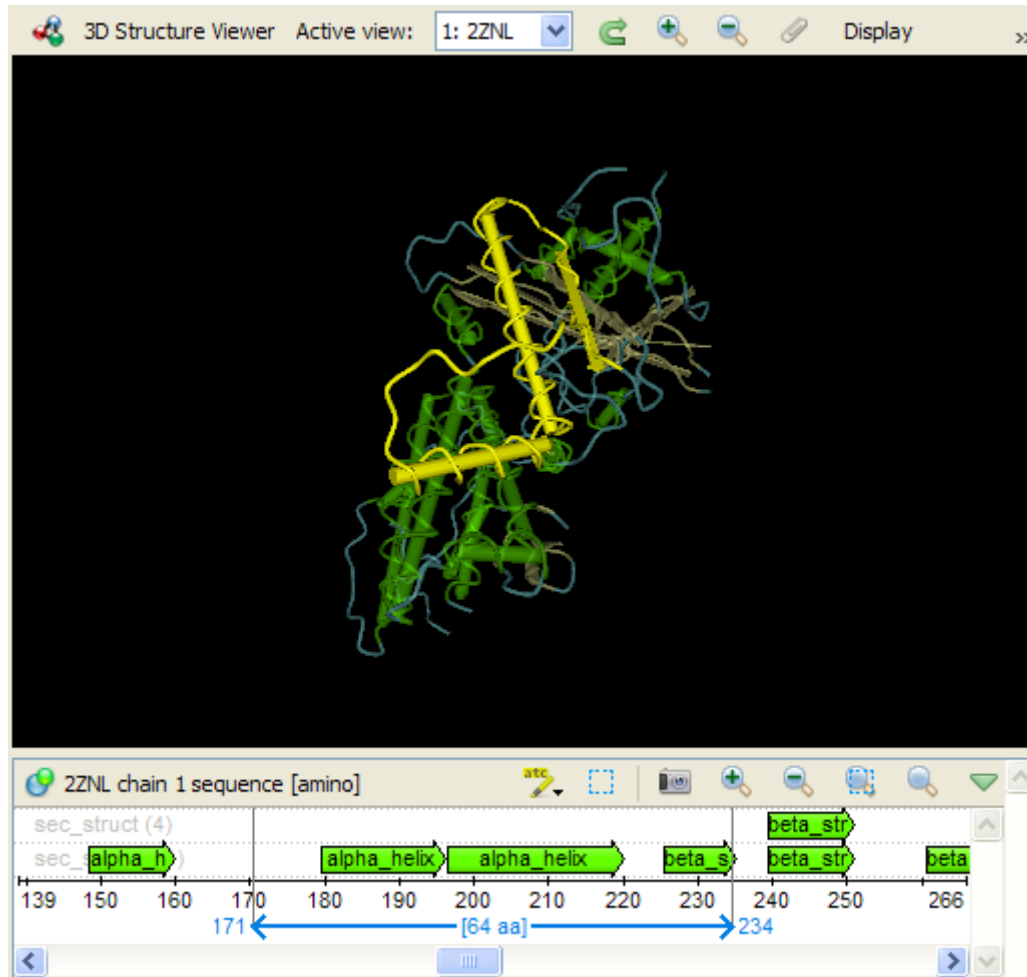 3D Structure Viewer Active view: 1: 2ZNL Display »
2ZNL chain 1 sequence [amino] atc
sec_struct (4)
beta_str
alpha_h alpha_helix alpha_helix beta_s beta_str beta
139 150 160 170 180 190 200 210 220 230 240 250 266
171 [64 aa] 234